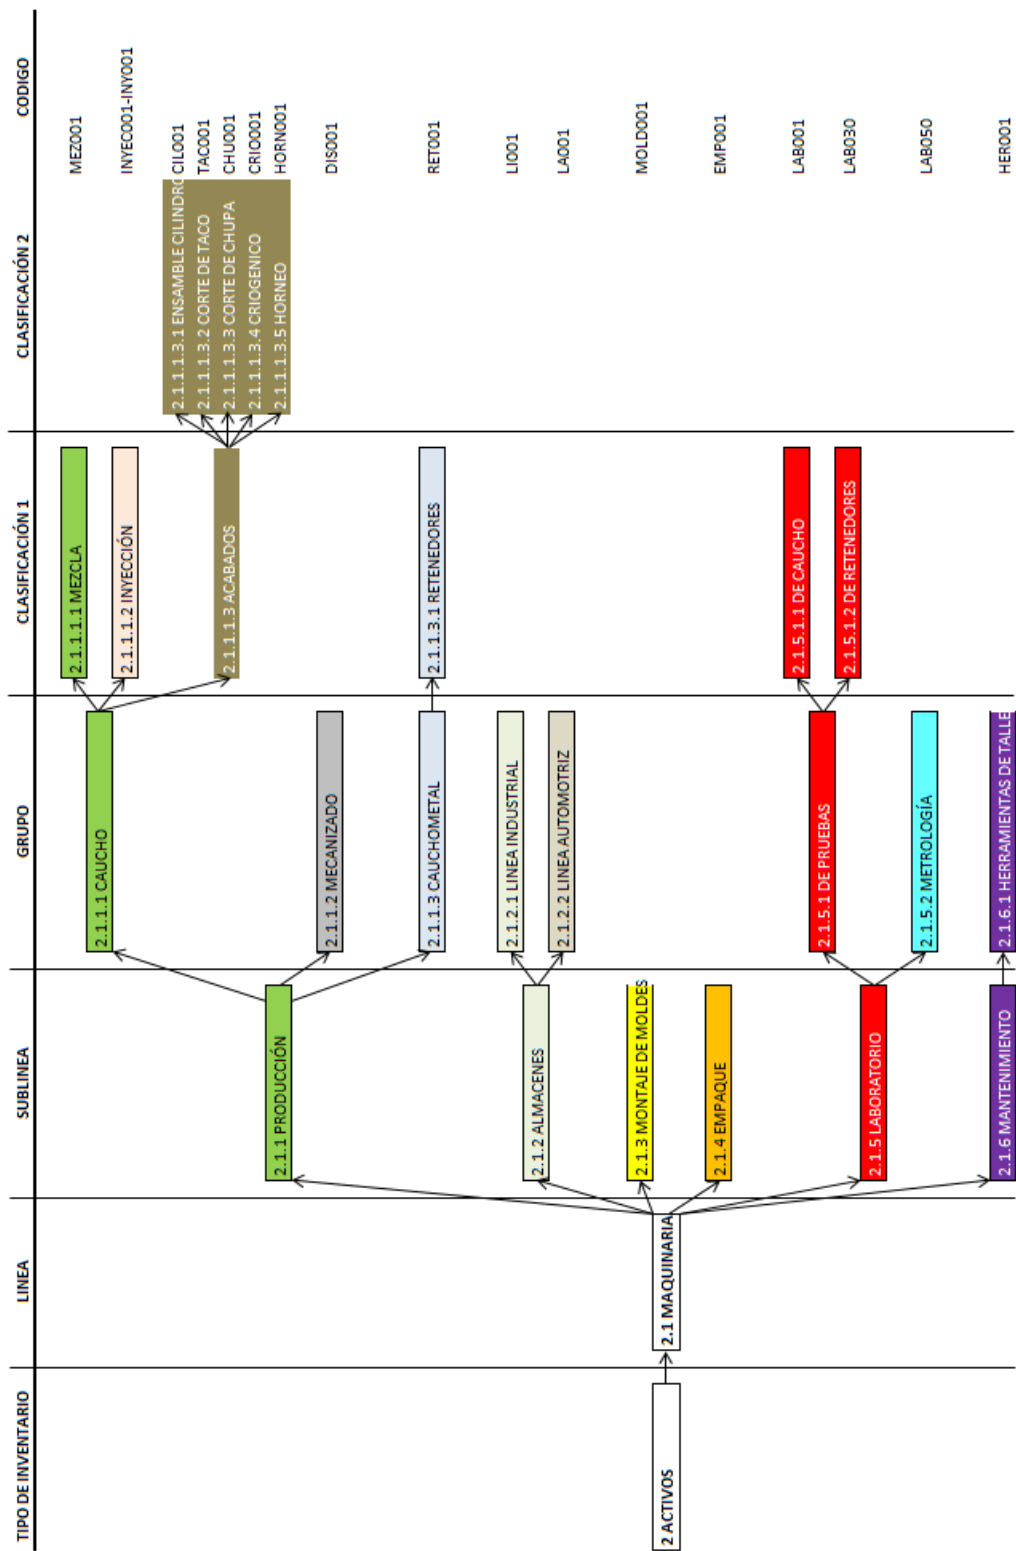 TIPO DE INVENTARIO
LINEA
SUBLINEA
GRUPO
CLASIFICACIÓN 1
CLASIFICACIÓN 2
CODIGO
2.1.1.1.1 MEZCLA
MEZ001
2.1.1.1 CAUCHO
2.1.1.1.2 INYECCIÓN
INYEC001-INY001
2.1.1.1.3.1 ENSAMBLE CILINDRO
CIL001
2.1.1.1.3.2 CORTE DE TACO
TAC001
2.1.1.1.3 ACABADOS
2.1.1.1.3.3 CORTE DE CHUPA
CHU001
2.1.1.1.3.4 CRIOGENICO
CRIO001
2.1.1 PRODUCCIÓN
2.1.1.1.3.5 HORNEO
HORN001
2.1.1.2 MECANIZADO
DIS001
2.1.1.3 CAUCHOMETAL
2.1.1.3.1 RETENEDORES
RET001
2.1.2.1 LINEA INDUSTRIAL
LI001
2.1.2 ALMACENES
2.1.2.2 LINEA AUTOMOTRIZ
LA001
2.1.3 MONTAJE DE MOLDES
MOLD001
2 ACTIVOS
2.1 MAQUINARIA
2.1.4 EMPAQUE
EMP001
2.1.5.1.1 DE CAUCHO
LAB001
2.1.5.1 DE PRUEBAS
2.1.5.1.2 DE RETENEDORES
LAB030
2.1.5 LABORATORIO
2.1.5.2 METROLOGÍA
LAB050
2.1.6 MANTENIMIENTO
2.1.6.1 HERRAMIENTAS DE TALLE
HER001